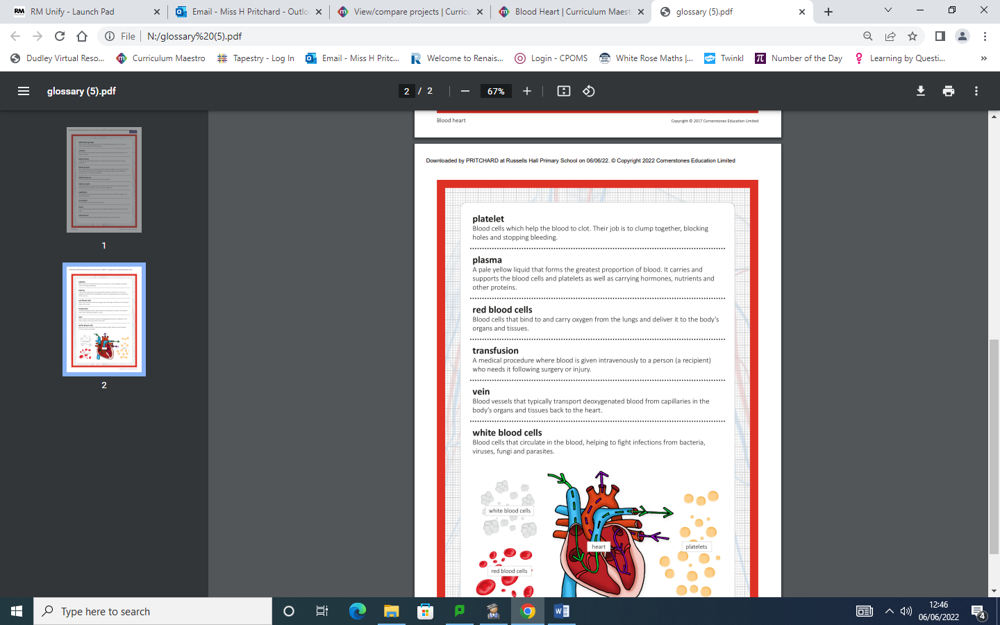 RM Unify - Launch Pad
Email - Miss H Pritchard - Outlo
View/compare projects | Curricu
Blood Heart | Curriculum Maest
glossary (5).pdf
File
N:/glossary%20(5).pdf
Dudley Virtual Reso...
Curriculum Maestro
Tapestry - Log In
Email - Miss H Pritc...
Welcome to Renais...
Login - CPOMS
White Rose Maths |...
Twinkl
Number of the Day
Learning by Questi...
»
glossary (5).pdf
2 / 2
67%
1
2
Blood heart
Copyright © 2017 Cornerstones Education Limited
Downloaded by PRITCHARD at Russells Hall Primary School on 06/06/22. © Copyright 2022 Cornerstones Education Limited
platelet
Blood cells which help the blood to clot. Their job is to clump together, blocking
holes and stopping bleeding.
plasma
A pale yellow liquid that forms the greatest proportion of blood. It carries and
supports the blood cells and platelets as well as carrying hormones, nutrients and
other proteins.
red blood cells
Blood cells that bind to and carry oxygen from the lungs and deliver it to the body's
organs and tissues.
transfusion
A medical procedure where blood is given intravenously to a person (a recipient)
who needs it following surgery or injury.
vein
Blood vessels that typically transport deoxygenated blood from capillaries in the
body's organs and tissues back to the heart.
white blood cells
Blood cells that circulate in the blood, helping to fight infections from bacteria,
viruses, fungi and parasites.
white blood cells
heart
platelets
red blood cells
Type here to search
12:46
06/06/2022
4